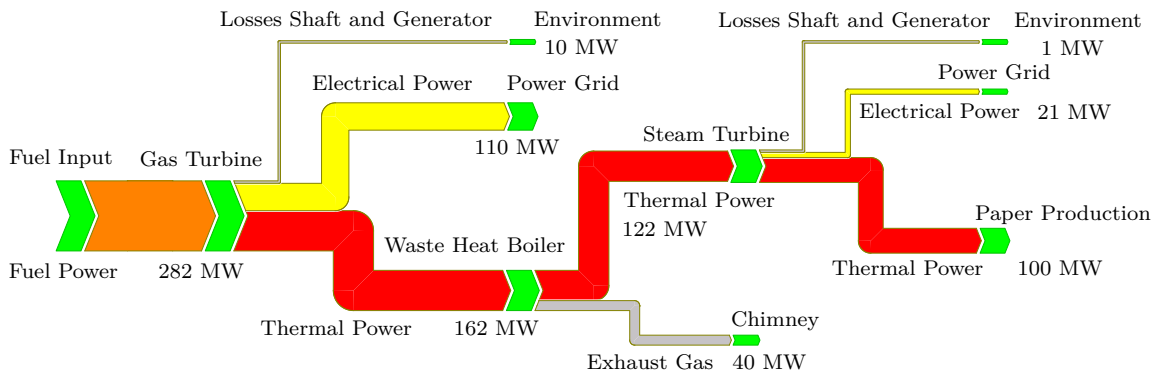 Losses Shaft and Generator
Environment
10 MW
Losses Shaft and Generator
Environment
1 MW
Electrical Power
Power Grid
110 MW
Power Grid
Electrical Power
21 MW
Fuel Input
Gas Turbine
Steam Turbine
Thermal Power
122 MW
Paper Production
Fuel Power
282 MW
Waste Heat Boiler
Thermal Power
100 MW
Thermal Power
162 MW
Chimney
Exhaust Gas
40 MW